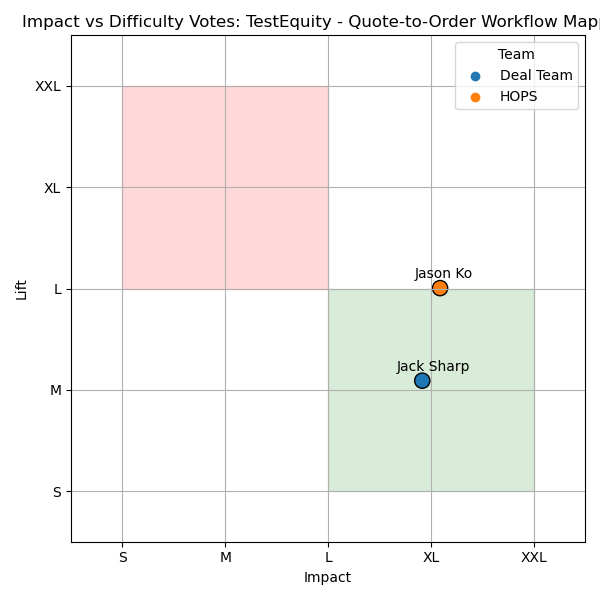 Impact vs Difficulty Votes: TestEquity - Quote-to-Order Workflow Mapp
Team
Deal Team
HOPS
XXL
XL
L
M
S
Lift
Jason Ko
Jack Sharp
S
M
L
XL
XXL
Impact